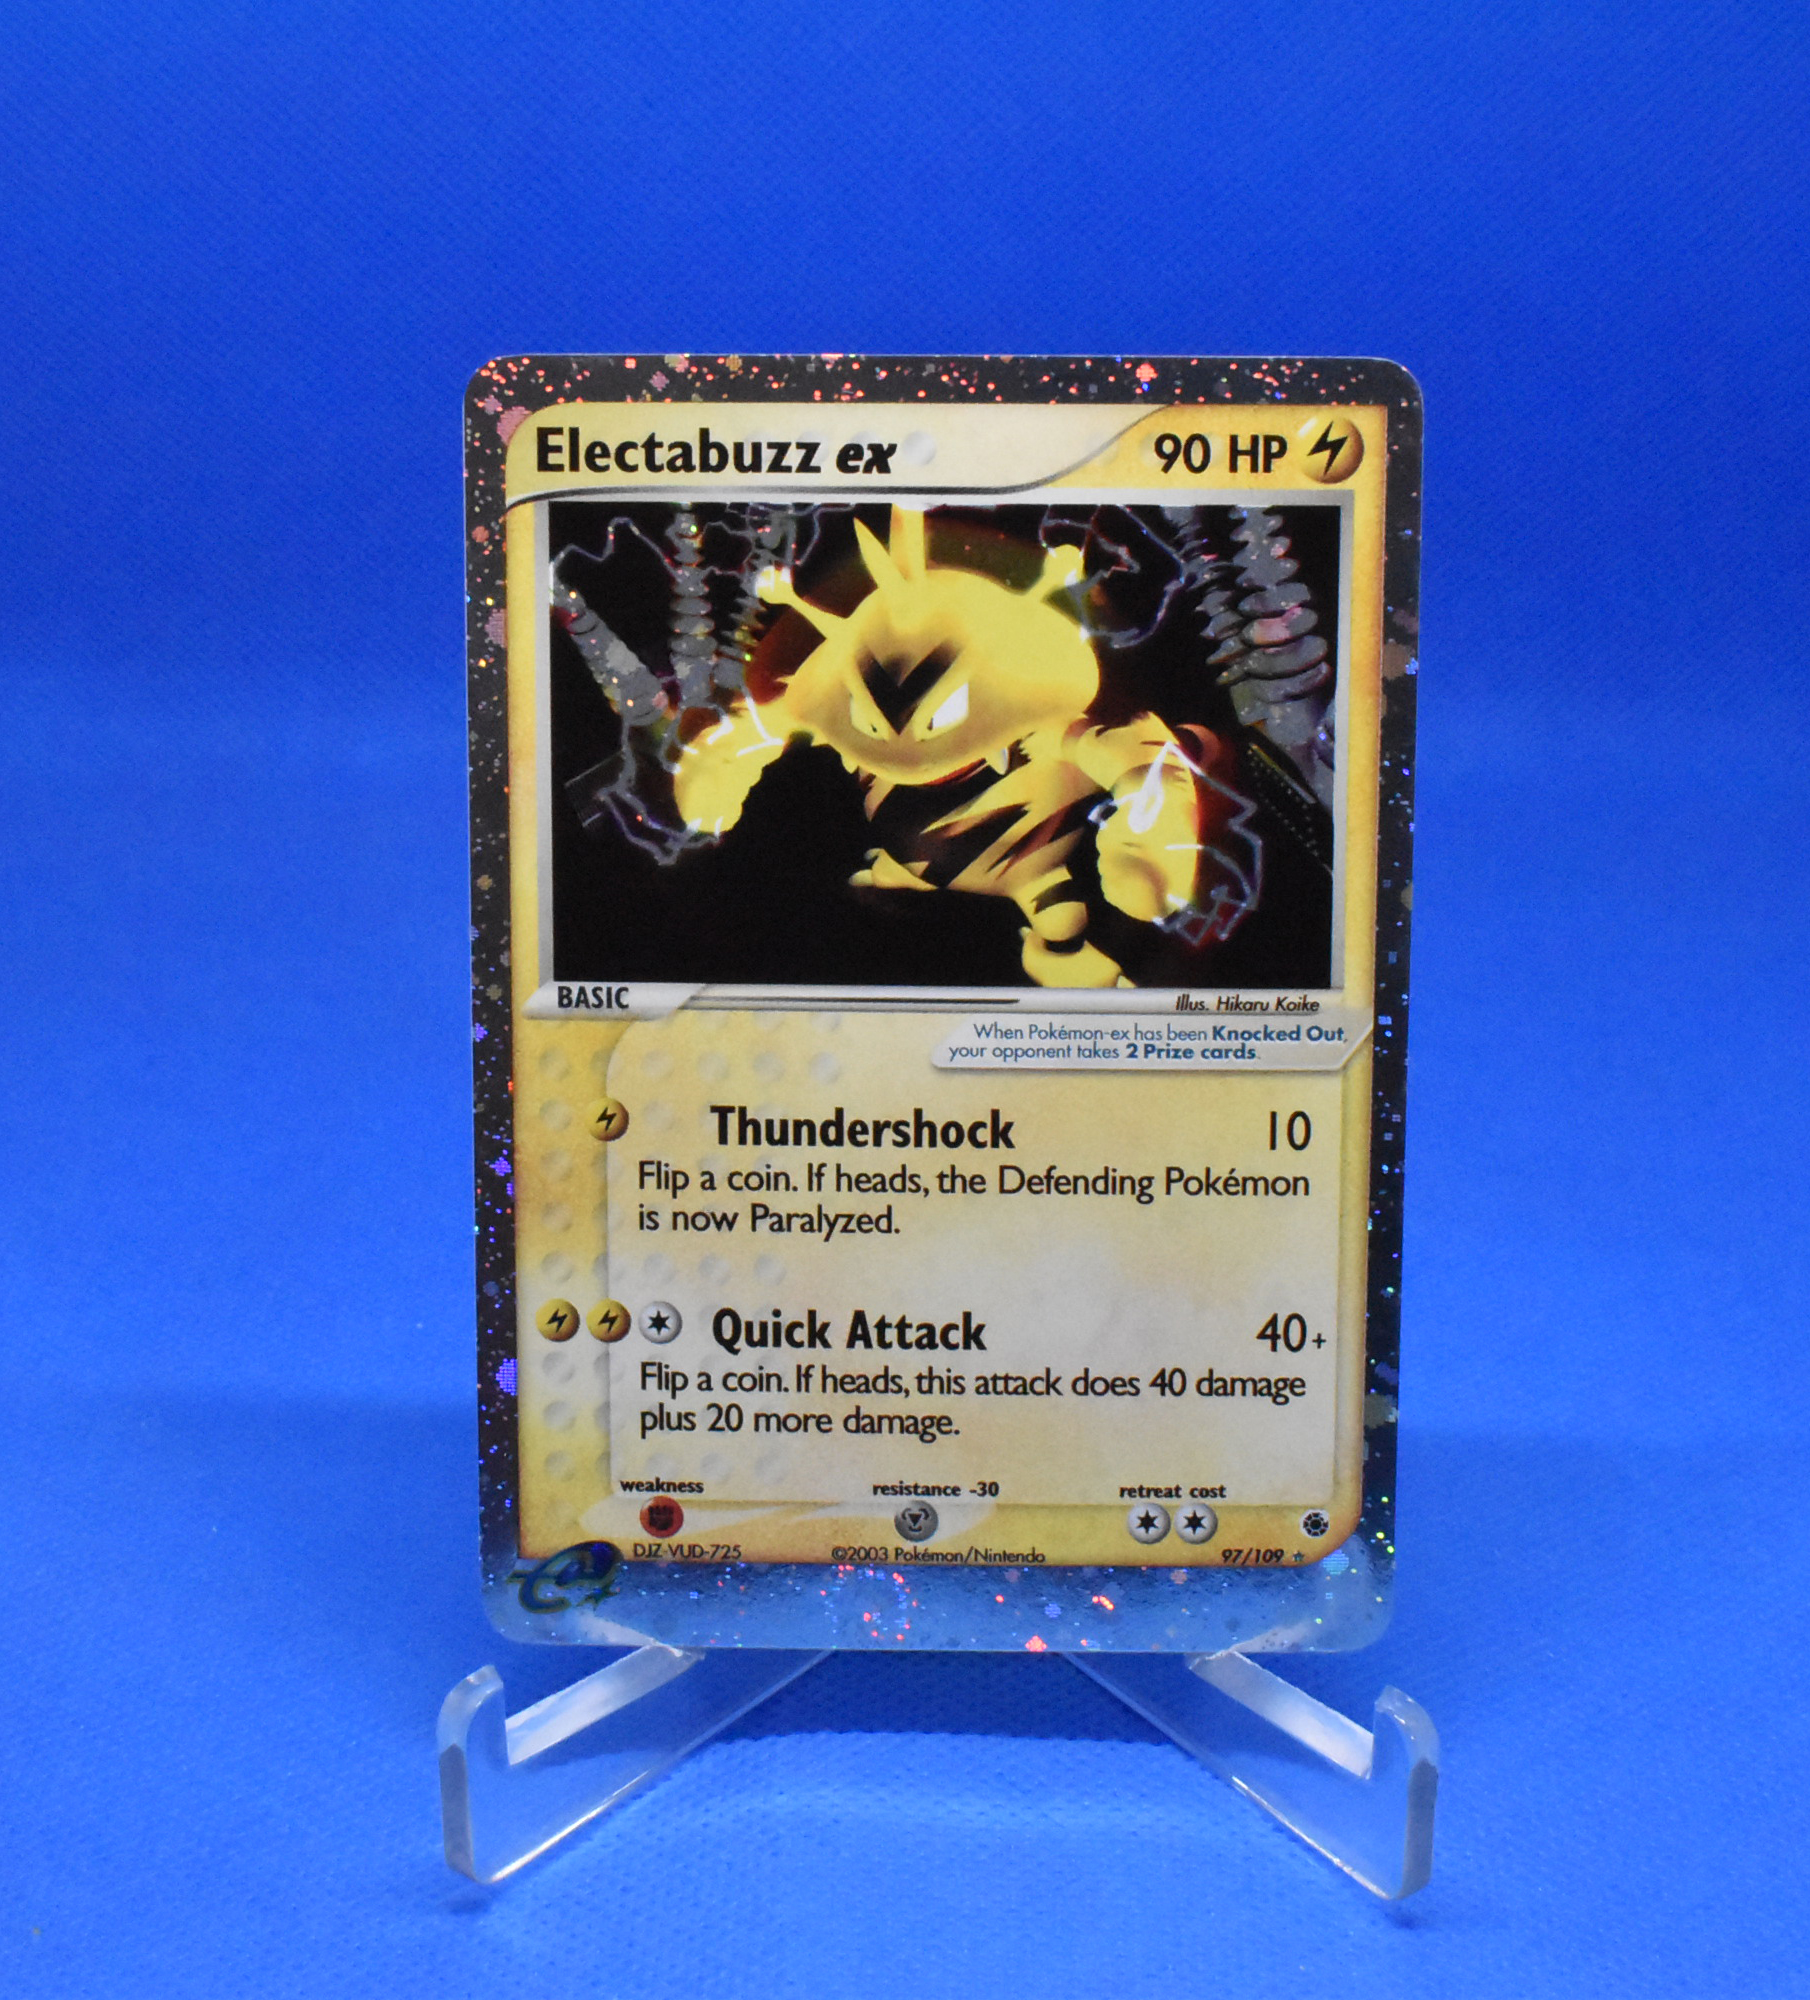 Electabuzz ex 90 HP
BASIC
Illus. Hikaru Koike
When Pokémon-ex has been Knocked Out,
your opponent takes 2 Prize cards.
Thundershock 10
Flip a coin. If heads, the Defending Pokémon
is now Paralyzed.
Quick Attack 40+
Flip a coin. If heads, this attack does 40 damage
plus 20 more damage.
weakness resistance -30 retreat cost
DJZ-VUD-725 ©2003 Pokémon/Nintendo 97/109
e